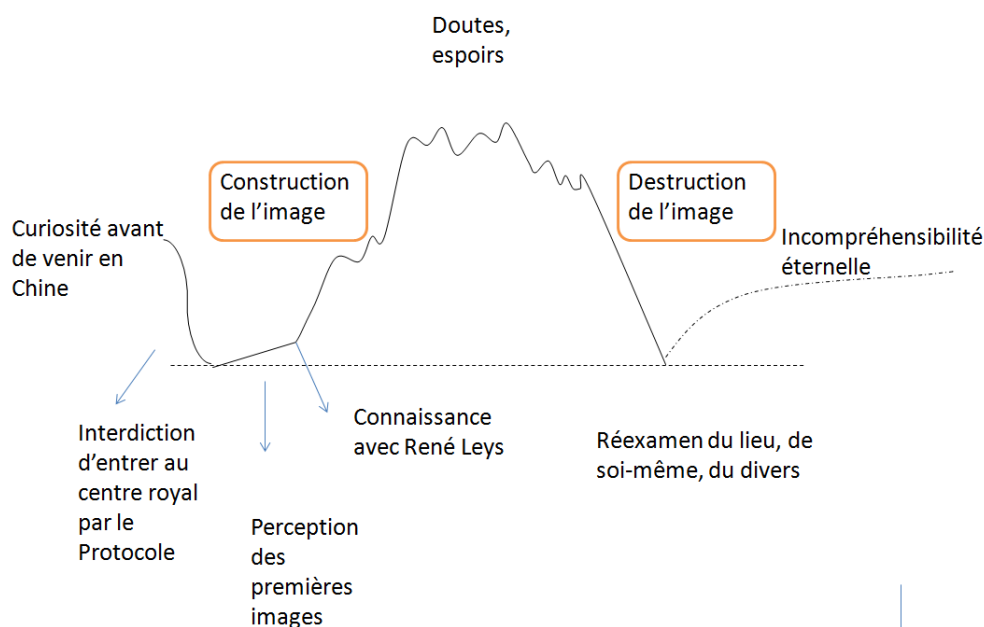 Doutes,
espoirs
Construction
de l’image
Destruction
de l’image
Curiosité avant
de venir en
Chine
Incompréhensibilité
éternelle
Interdiction
d’entrer au
centre royal
par le
Protocole
Perception
des
premières
images
Connaissance
avec René Leys
Réexamen du lieu, de
soi-même, du divers